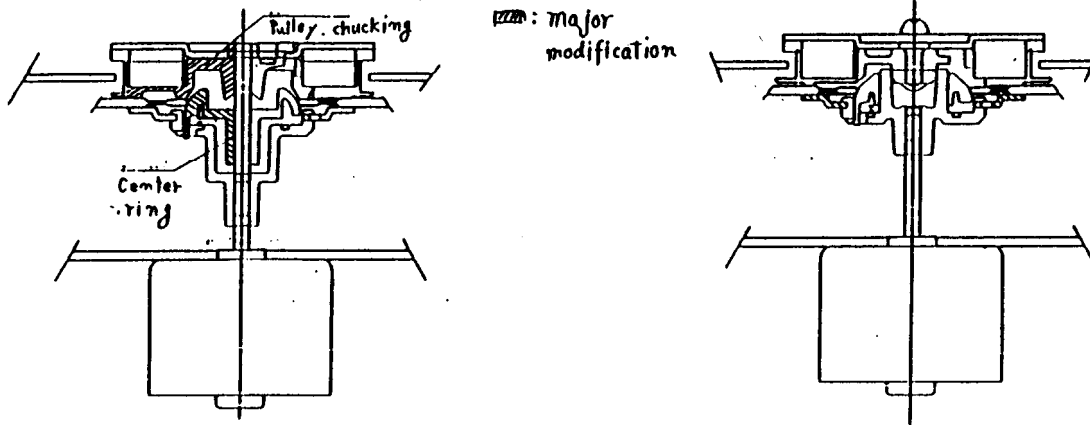 Pulley. chucking
: major
modification
Center
ring